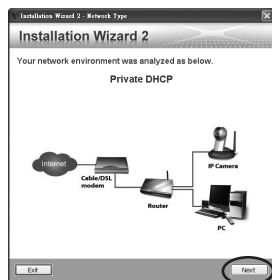 Installation Wizard 2 - Network Type
Installation Wizard 2
Your network environment was analyzed as below.
Private DHCP
Internet
IP Camera
Cable/DSL
modem
Router
PC
Exit
Next